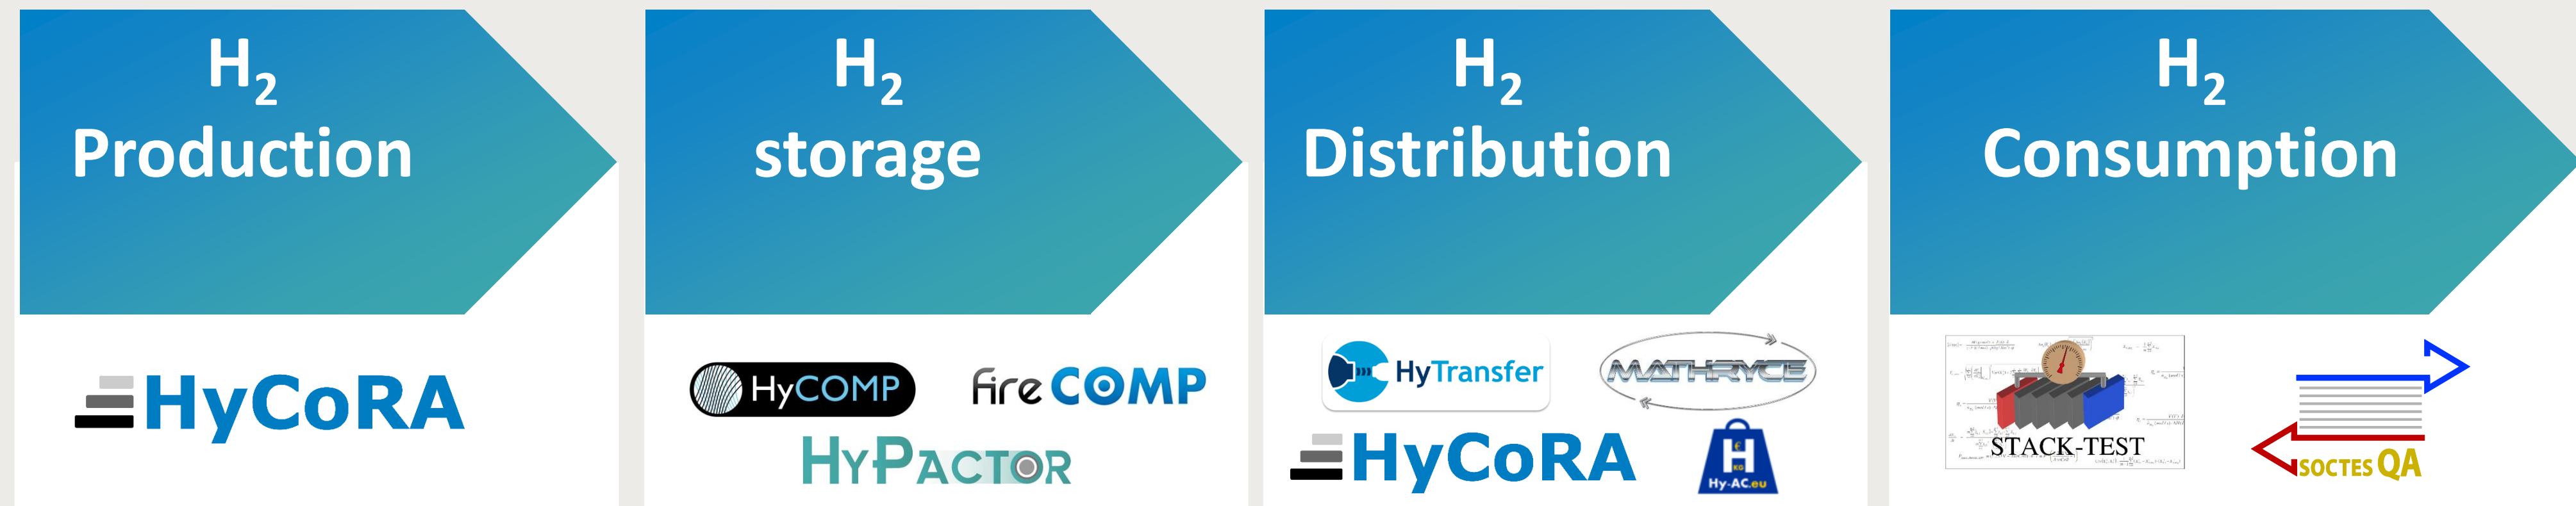 H2
Production
HyCoRA
H2
storage
HyCOMP
fireCOMP
HYPACTOR
H2
Distribution
HyTransfer
MATHRYCE
HyCoRA
H
KG
Hy-AC.eu
H2
Consumption
STACK-TEST
SOCTES QA